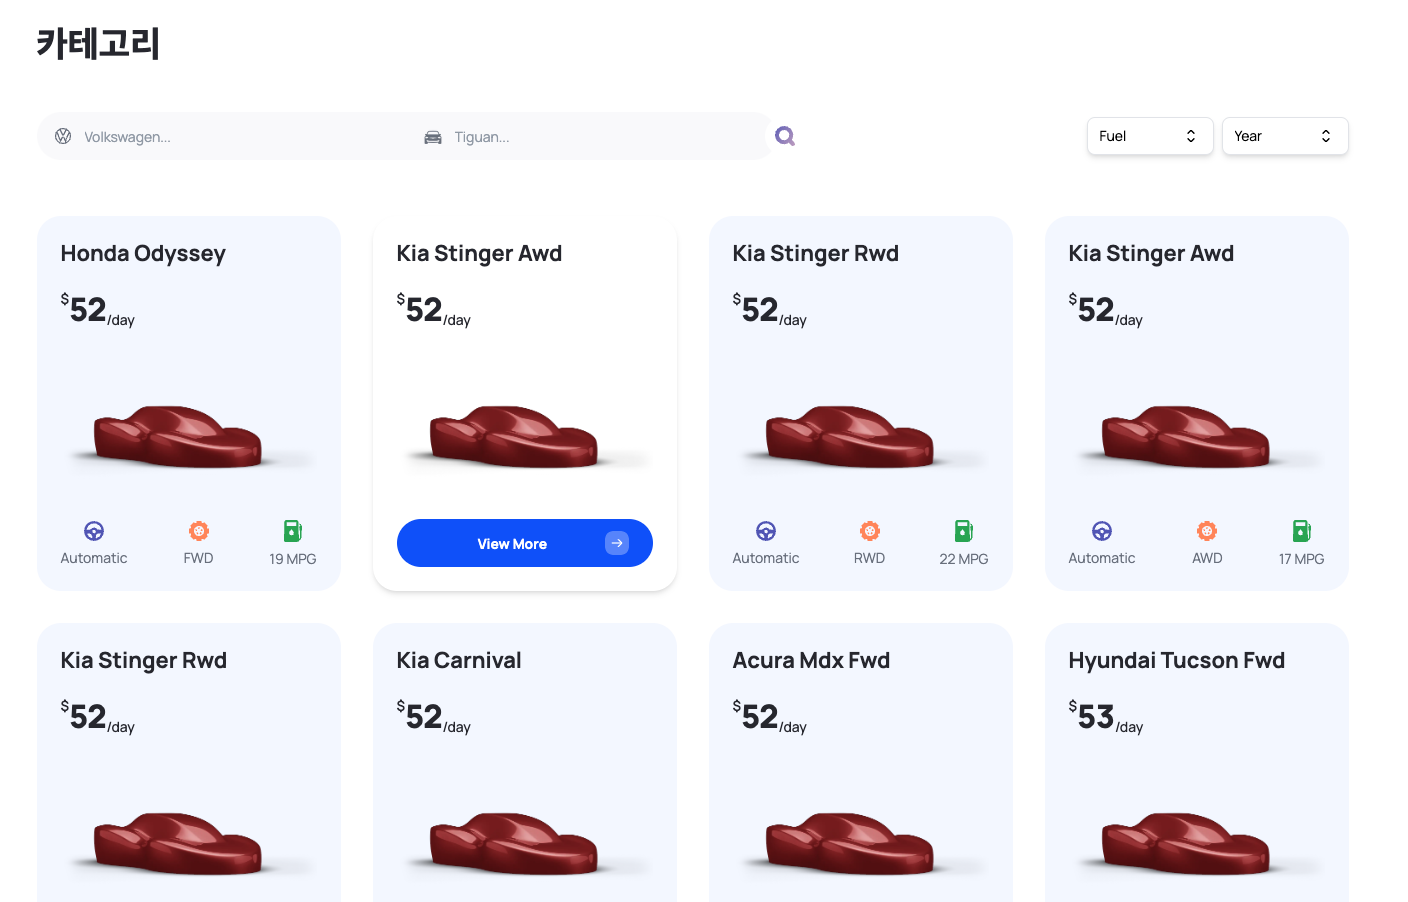 카테고리
Volkswagen...
Tiguan...
Fuel
Year
Honda Odyssey
$52/day
Automatic
FWD
19 MPG
Kia Stinger Awd
$52/day
View More
Kia Stinger Rwd
$52/day
Automatic
RWD
22 MPG
Kia Stinger Awd
$52/day
Automatic
AWD
17 MPG
Kia Stinger Rwd
$52/day
Kia Carnival
$52/day
Acura Mdx Fwd
$52/day
Hyundai Tucson Fwd
$53/day